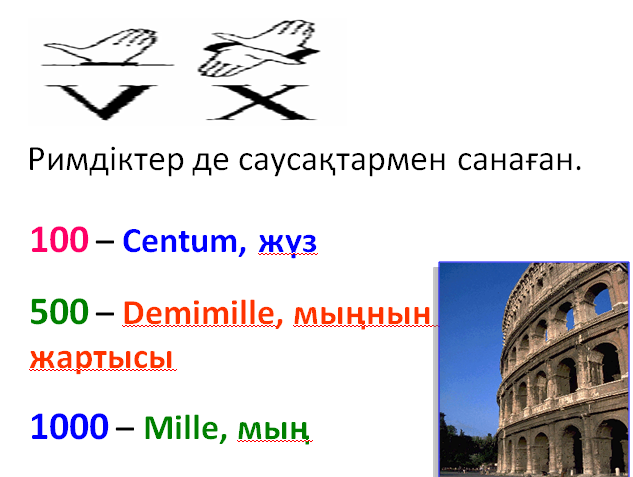 V X
Римдіктер де саусақтармен санаған.
100 – Centum, жүз
500 – Demimille, мыңнын
жартысы
1000 – Mille, мың